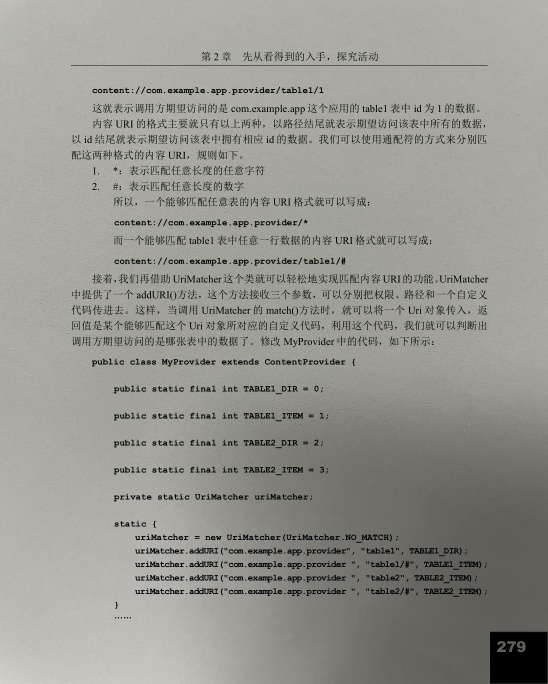 第 2 章 先从看得到的入手，探究活动
content://com.example.app.provider/table1/1
这就表示调用方期望访问的是 com.example.app 这个应用的 table1 表中 id 为 1 的数据。
内容 URI 的格式主要就只有以上两种，以路径结尾就表示期望访问该表中所有的数据，
以 id 结尾就表示期望访问该表中拥有相应 id 的数据。我们可以使用通配符的方式来分别匹
配这两种格式的内容 URI，规则如下。
1. *：表示匹配任意长度的任意字符
2. #：表示匹配任意长度的数字
所以，一个能够匹配任意表的内容 URI 格式就可以写成：
content://com.example.app.provider/*
而一个能够匹配 table1 表中任意一行数据的内容 URI 格式就可以写成：
content://com.example.app.provider/table1/#
接着，我们再借助 UriMatcher 这个类就可以轻松地实现匹配内容 URI 的功能。UriMatcher
中提供了一个 addURI()方法，这个方法接收三个参数，可以分别把权限、路径和一个自定义
代码传进去。这样，当调用 UriMatcher 的 match()方法时，就可以将一个 Uri 对象传入，返
回值是某个能够匹配这个 Uri 对象所对应的自定义代码，利用这个代码，我们就可以判断出
调用方期望访问的是哪张表中的数据了。修改 MyProvider 中的代码，如下所示：
public class MyProvider extends ContentProvider {
public static final int TABLE1_DIR = 0;
public static final int TABLE1_ITEM = 1;
public static final int TABLE2_DIR = 2;
public static final int TABLE2_ITEM = 3;
private static UriMatcher uriMatcher;
static {
uriMatcher = new UriMatcher(UriMatcher.NO_MATCH);
uriMatcher.addURI("com.example.app.provider", "table1", TABLE1_DIR);
uriMatcher.addURI("com.example.app.provider ", "table1/#", TABLE1_ITEM);
uriMatcher.addURI("com.example.app.provider ", "table2", TABLE2_ITEM);
uriMatcher.addURI("com.example.app.provider ", "table2/#", TABLE2_ITEM);
}
……
279